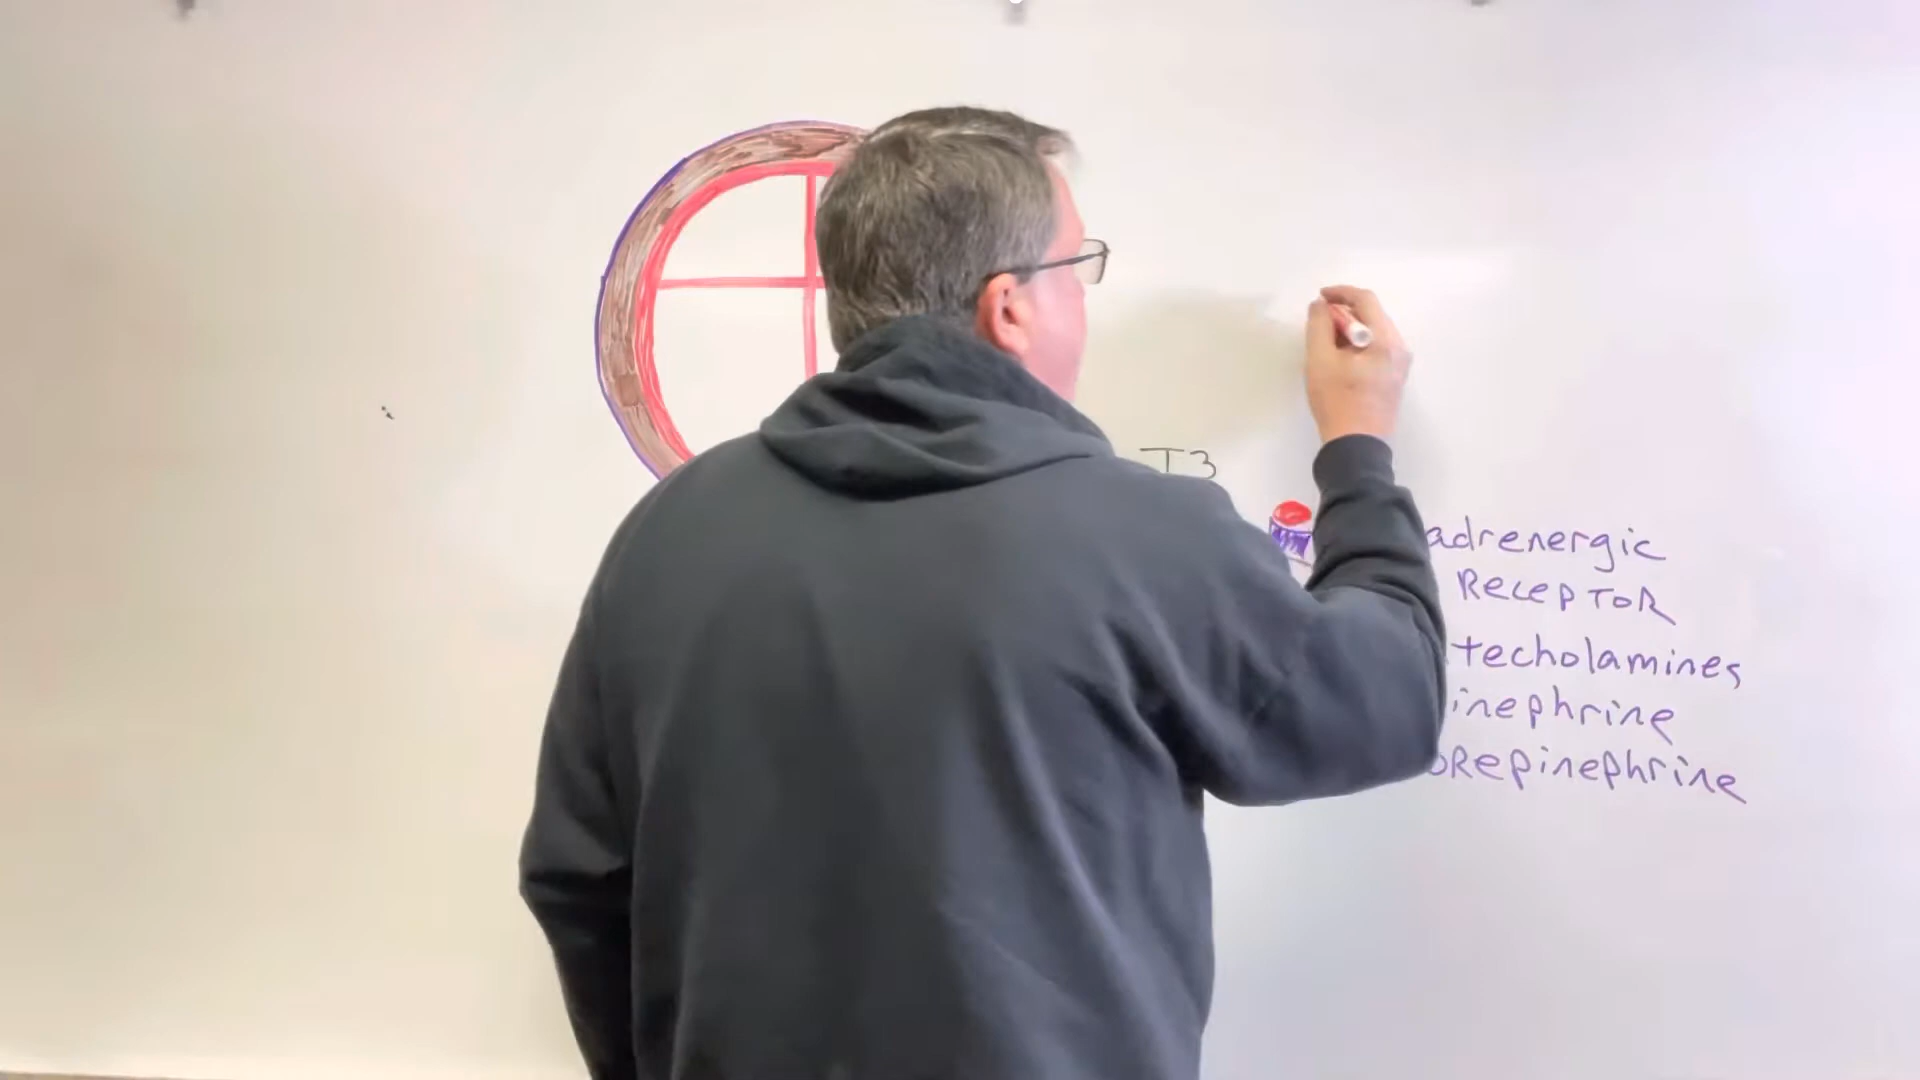 T3
adrenergic
RecepToR
techolamines
inephrine
oRepinephrine